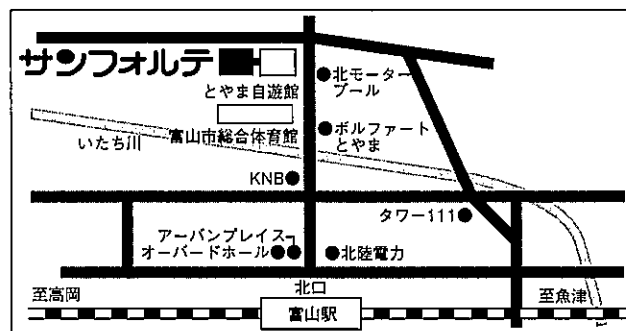 サンフォルテ
とやま自遊館
北モーター
プール
富山市総合体育館
ボルファート
とやま
いたち川
KNB
タワー111
アーバンプレイス
オーバードホール
北陸電力
北口
至高岡
富山駅
至魚津